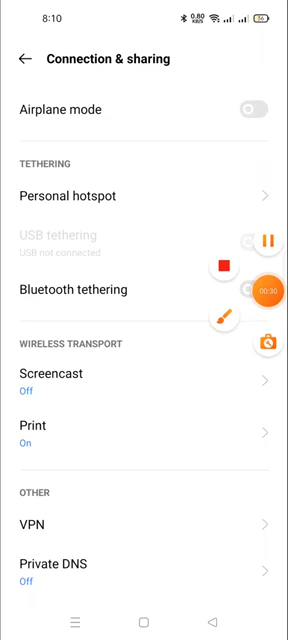 8:10
0.80
KB/S
36
Connection & sharing
Airplane mode
TETHERING
Personal hotspot
USB tethering
USB not connected
Bluetooth tethering
00:30
WIRELESS TRANSPORT
Screencast
Off
Print
On
OTHER
VPN
Private DNS
Off